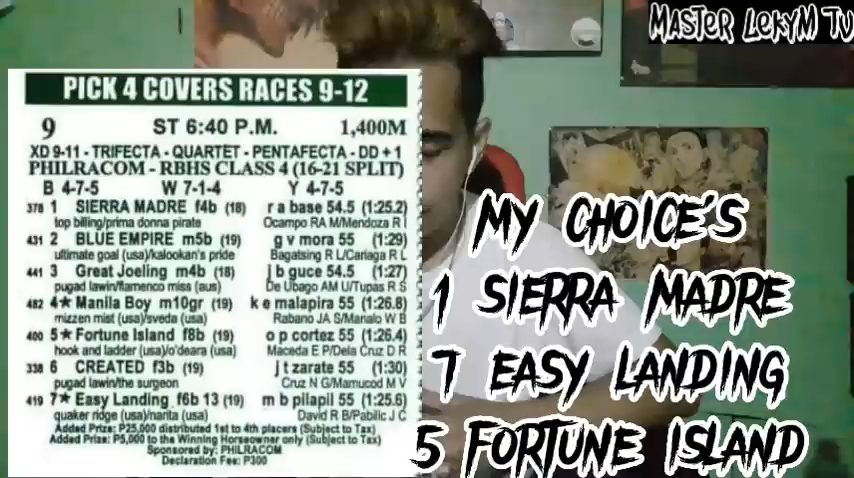 MASTER LEKYM TV
PICK 4 COVERS RACES 9-12
9 ST 6:40 P.M. 1,400M
XD 9-11 - TRIFECTA - QUARTET - PENTAFECTA - DD + 1
PHILRACOM - RBHS CLASS 4 (16-21 SPLIT)
B 4-7-5 W 7-1-4 Y 4-7-5
378 1 SIERRA MADRE f4b (18) r a base 54.5 (1:25.2)
top billing/prima donna pirate Ocampo RA M/Mendoza R I
431 2 BLUE EMPIRE m5b (19) g v mora 55 (1:29)
ultimate goal (usa)/kalookan's pride Bagatsing R L/Cariaga R L
441 3 Great Joeling m4b (18) j b guce 54.5 (1:27)
pugad lawin/flamenco miss (aus) De Ubago AM U/Tupas R S
482 4★ Manila Boy m10gr (19) k e malapira 55 (1:26.8)
mizzen mist (usa)/sveda (usa) Rabano JA S/Manalo W B
400 5★ Fortune Island f8b (19) o p cortez 55 (1:26.4)
hook and ladder (usa)/o'deara (usa) Maceda E P/Dela Cruz D R
338 6 CREATED f3b (19) j t zarate 55 (1:30)
pugad lawin/the surgeon Cruz N G/Mamucod M V
419 7★ Easy Landing f6b 13 (19) m b pilapil 55 (1:25.6)
quaker ridge (usa)/narita (usa) David R B/Pabilic J C
Added Prize: P25,000 distributed 1st to 4th placers (Subject to Tax)
Added Prize: P5,000 to the Winning Horseowner only (Subject to Tax)
Sponsored by: PHILRACOM
Declaration Fee: P300
MY CHOICE'S
1 SIERRA MADRE
7 EASY LANDING
5 FORTUNE ISLAND